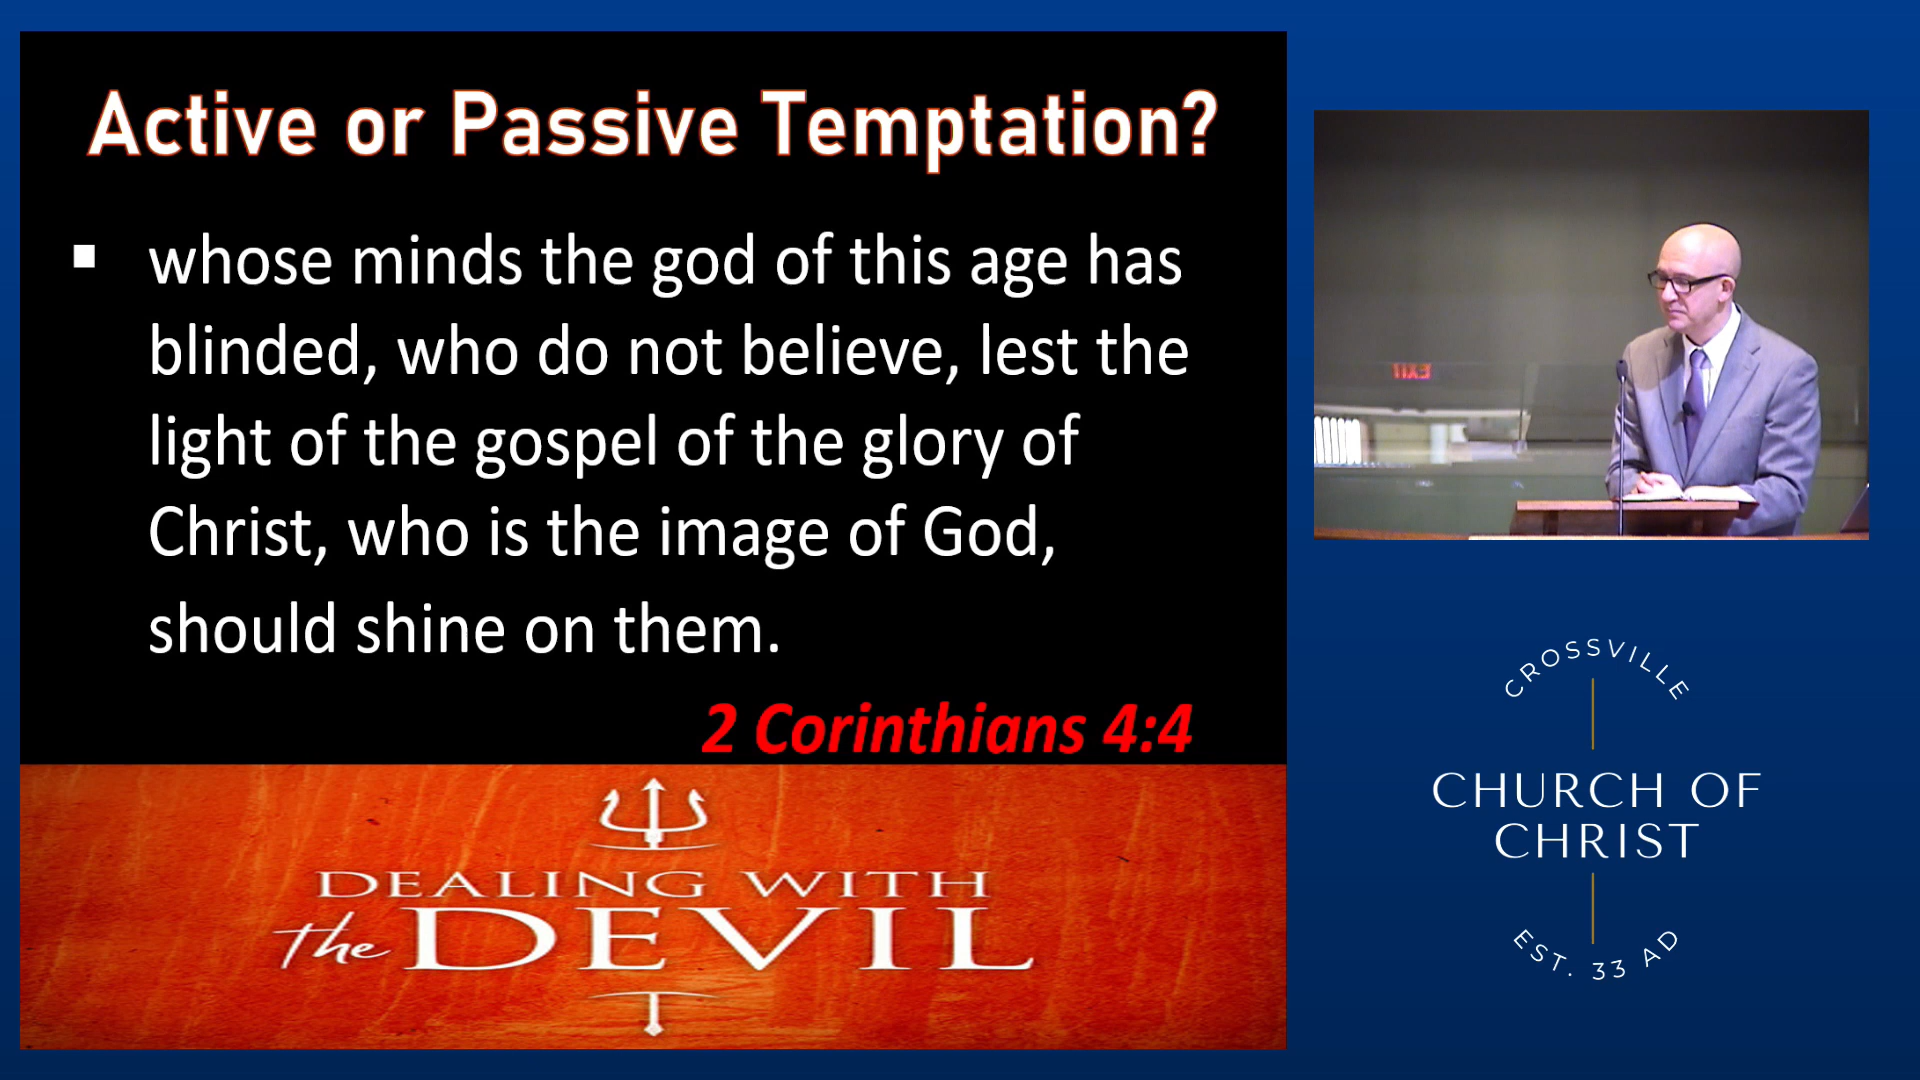 Active or Passive Temptation?
▪ whose minds the god of this age has
blinded, who do not believe, lest the
light of the gospel of the glory of
Christ, who is the image of God,
should shine on them.
2 Corinthians 4:4
DEALING WITH
the DEVIL
EXIT
CROSSVILLE
CHURCH OF
CHRIST
EST. 33 AD